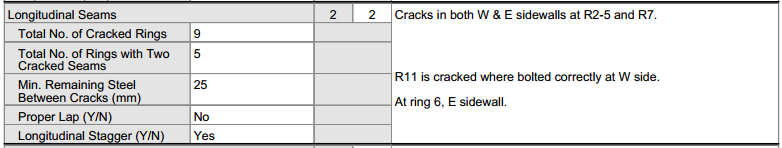 Longitudinal Seams 2 2 Cracks in both W & E sidewalls at R2-5 and R7.
Total No. of Cracked Rings 9
Total No. of Rings with Two
Cracked Seams 5
R11 is cracked where bolted correctly at W side.
Min. Remaining Steel
Between Cracks (mm) 25
At ring 6, E sidewall.
Proper Lap (Y/N) No
Longitudinal Stagger (Y/N) Yes